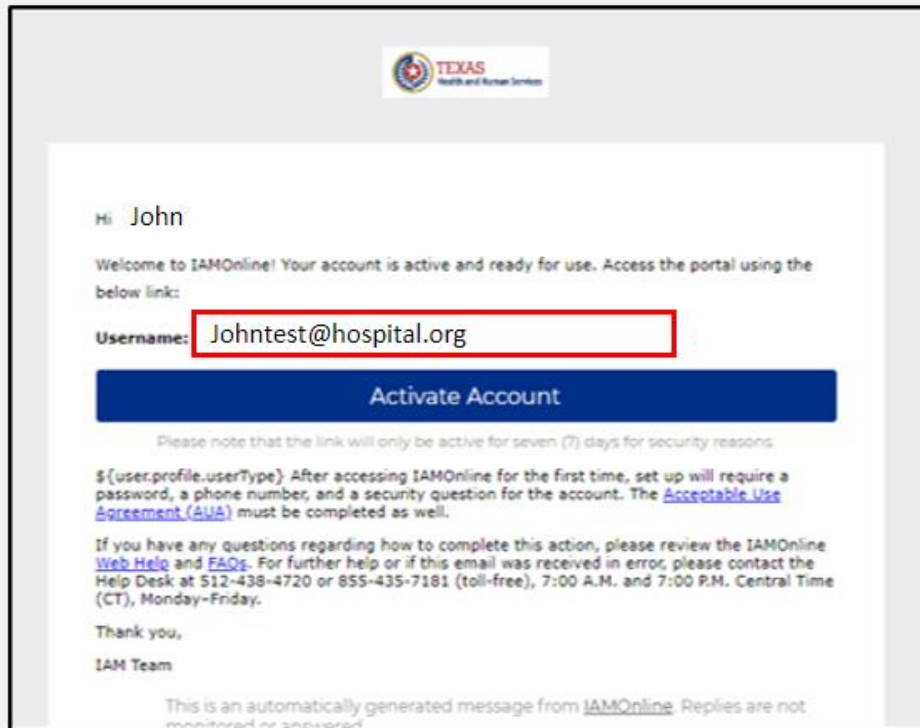 TEXAS
Health and Human Services
Hi John
Welcome to IAMOnline! Your account is active and ready for use. Access the portal using the
below link:
Username: Johntest@hospital.org
Activate Account
Please note that the link will only be active for seven (7) days for security reasons.
${user.profile.userType} After accessing IAMOnline for the first time, set up will require a
password, a phone number, and a security question for the account. The Acceptable Use
Agreement (AUA) must be completed as well.
If you have any questions regarding how to complete this action, please review the IAMOnline
Web Help and FAQs. For further help or if this email was received in error, please contact the
Help Desk at 512-438-4720 or 855-435-7181 (toll-free), 7:00 A.M. and 7:00 P.M. Central Time
(CT), Monday–Friday.
Thank you,
IAM Team
This is an automatically generated message from IAMOnline. Replies are not
monitored or answered.